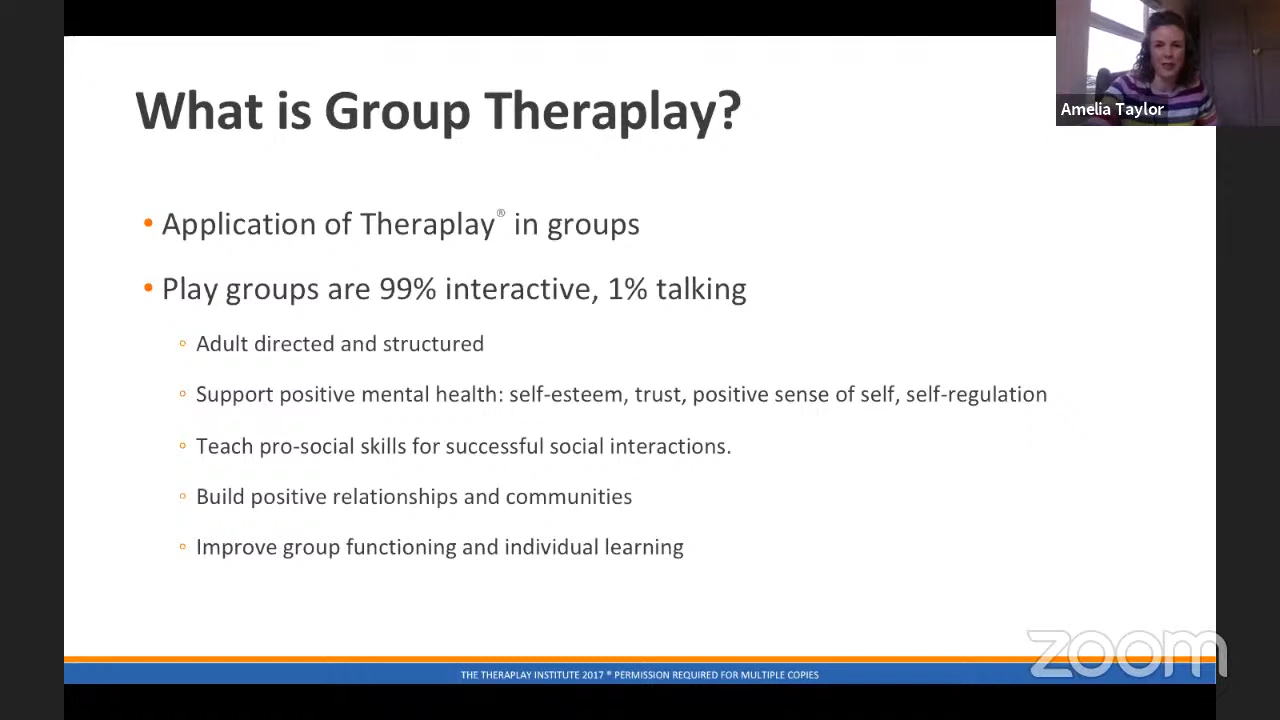 What is Group Theraplay?
Amelia Taylor
• Application of Theraplay® in groups
• Play groups are 99% interactive, 1% talking
◦ Adult directed and structured
◦ Support positive mental health: self-esteem, trust, positive sense of self, self-regulation
◦ Teach pro-social skills for successful social interactions.
◦ Build positive relationships and communities
◦ Improve group functioning and individual learning
zoom
THE THERAPLAY INSTITUTE 2017 ® PERMISSION REQUIRED FOR MULTIPLE COPIES